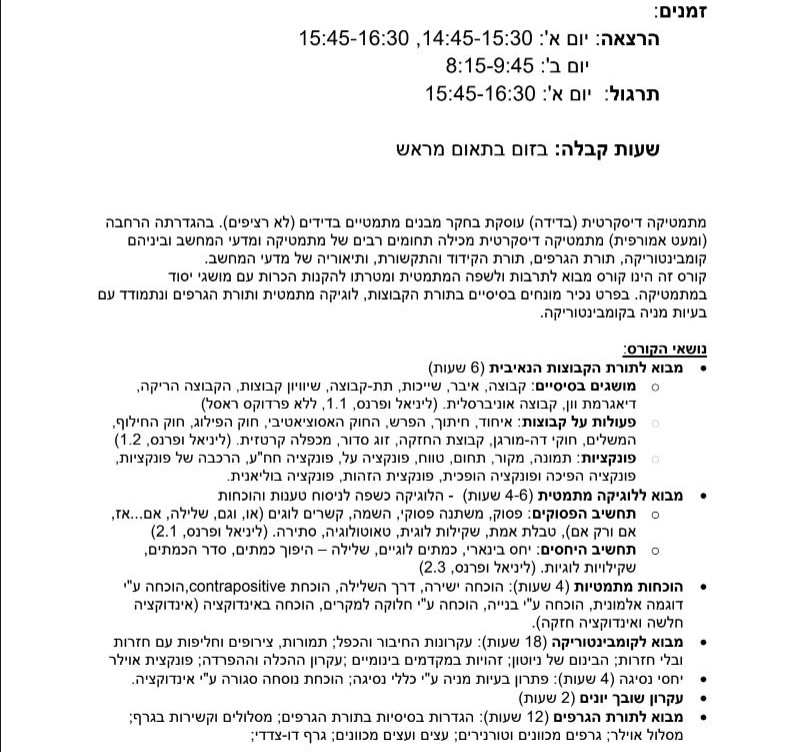 זמנים:
הרצאה: יום א': 14:45-15:30, 15:45-16:30
יום ב': 8:15-9:45
תרגול: יום א': 15:45-16:30
שעות קבלה: בזום בתאום מראש
מתמטיקה דיסקרטית (בדידה) עוסקת בחקר מבנים מתמטיים בדידים (לא רציפים). בהגדרתה הרחבה
(ומעט אמורפית) מתמטיקה דיסקרטית מכילה תחומים רבים של מתמטיקה ומדעי המחשב וביניהם
קומבינטוריקה, תורת הגרפים, תורת הקידוד והתקשורת, ותיאוריה של מדעי המחשב.
קורס זה הינו קורס מבוא לתרבות ולשפה המתמטית ומטרתו להקנות הכרות עם מושגי יסוד
במתמטיקה. בפרט נכיר מונחים בסיסיים בתורת הקבוצות, לוגיקה מתמטית ותורת הגרפים ונתמודד עם
בעיות מניה בקומבינטוריקה.
נושאי הקורס:
• מבוא לתורת הקבוצות הנאיבית (6 שעות)
○ מושגים בסיסיים: קבוצה, איבר, שייכות, תת-קבוצה, שיוויון קבוצות, הקבוצה הריקה,
דיאגרמת וון, קבוצה אוניברסלית. (ליניאל ופרנס, 1.1, ללא פרדוקס ראסל)
○ פעולות על קבוצות: איחוד, חיתוך, הפרש, החוק האסוציאטיבי, חוק הפילוג, חוק החילוף,
המשלים, חוקי דה-מורגן, קבוצת החזקה, זוג סדור, מכפלה קרטזית. (ליניאל ופרנס, 1.2)
○ פונקציות: תמונה, מקור, תחום, טווח, פונקציה על, פונקציה חח"ע, הרכבה של פונקציות,
פונקציה הפיכה ופונקציה הופכית, פונקצית הזהות, פונקציה בוליאנית.
• מבוא ללוגיקה מתמטית (4-6 שעות) - הלוגיקה כשפה לניסוח טענות והוכחות
○ תחשיב הפסוקים: פסוק, משתנה פסוקי, השמה, קשרים לוגים (או, וגם, שלילה, אם...אז,
אם ורק אם), טבלת אמת, שקילות לוגית, טאוטולוגיה, סתירה. (ליניאל ופרנס, 2.1)
○ תחשיב היחסים: יחס בינארי, כמתים לוגיים, שלילה – היפוך כמתים, סדר הכמתים,
שקילויות לוגיות. (ליניאל ופרנס, 2.3)
• הוכחות מתמטיות (4 שעות): הוכחה ישירה, דרך השלילה, הוכחת contrapositive,הוכחה ע"י
דוגמה אלמונית, הוכחה ע"י בנייה, הוכחה ע"י חלוקה למקרים, הוכחה באינדוקציה (אינדוקציה
חלשה ואינדוקציה חזקה).
• מבוא לקומבינטוריקה (18 שעות): עקרונות החיבור והכפל; תמורות, צירופים וחליפות עם חזרות
ובלי חזרות; הבינום של ניוטון; זהויות במקדמים בינומיים ;עקרון ההכלה וההפרדה; פונקצית אוילר
• יחסי נסיגה (4 שעות): פתרון בעיות מניה ע"י כללי נסיגה; הוכחת נוסחה סגורה ע"י אינדוקציה.
• עקרון שובך יונים (2 שעות)
• מבוא לתורת הגרפים (12 שעות): הגדרות בסיסיות בתורת הגרפים; מסלולים וקשירות בגרף;
מסלול אוילר; גרפים מכוונים וטורנירים; עצים ועצים מכוונים; גרף דו-צדדי;